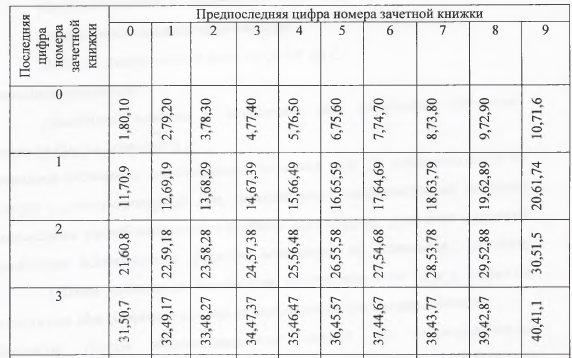 Последняя цифра номера зачетной книжки
Предпоследняя цифра номера зачетной книжки
0 1 2 3 4 5 6 7 8 9
0 1,80,10 2,79,20 3,78,30 4,77,40 5,76,50 6,75,60 7,74,70 8,73,80 9,72,90 10,71,6
1 11,70,9 12,69,19 13,68,29 14,67,39 15,66,49 16,65,59 17,64,69 18,63,79 19,62,89 20,61,74
2 21,60,8 22,59,18 23,58,28 24,57,38 25,56,48 26,55,58 27,54,68 28,53,78 29,52,88 30,51,5
3 31,50,7 32,49,17 33,48,27 34,47,37 35,46,47 36,45,57 37,44,67 38,43,77 39,42,87 40,41,1